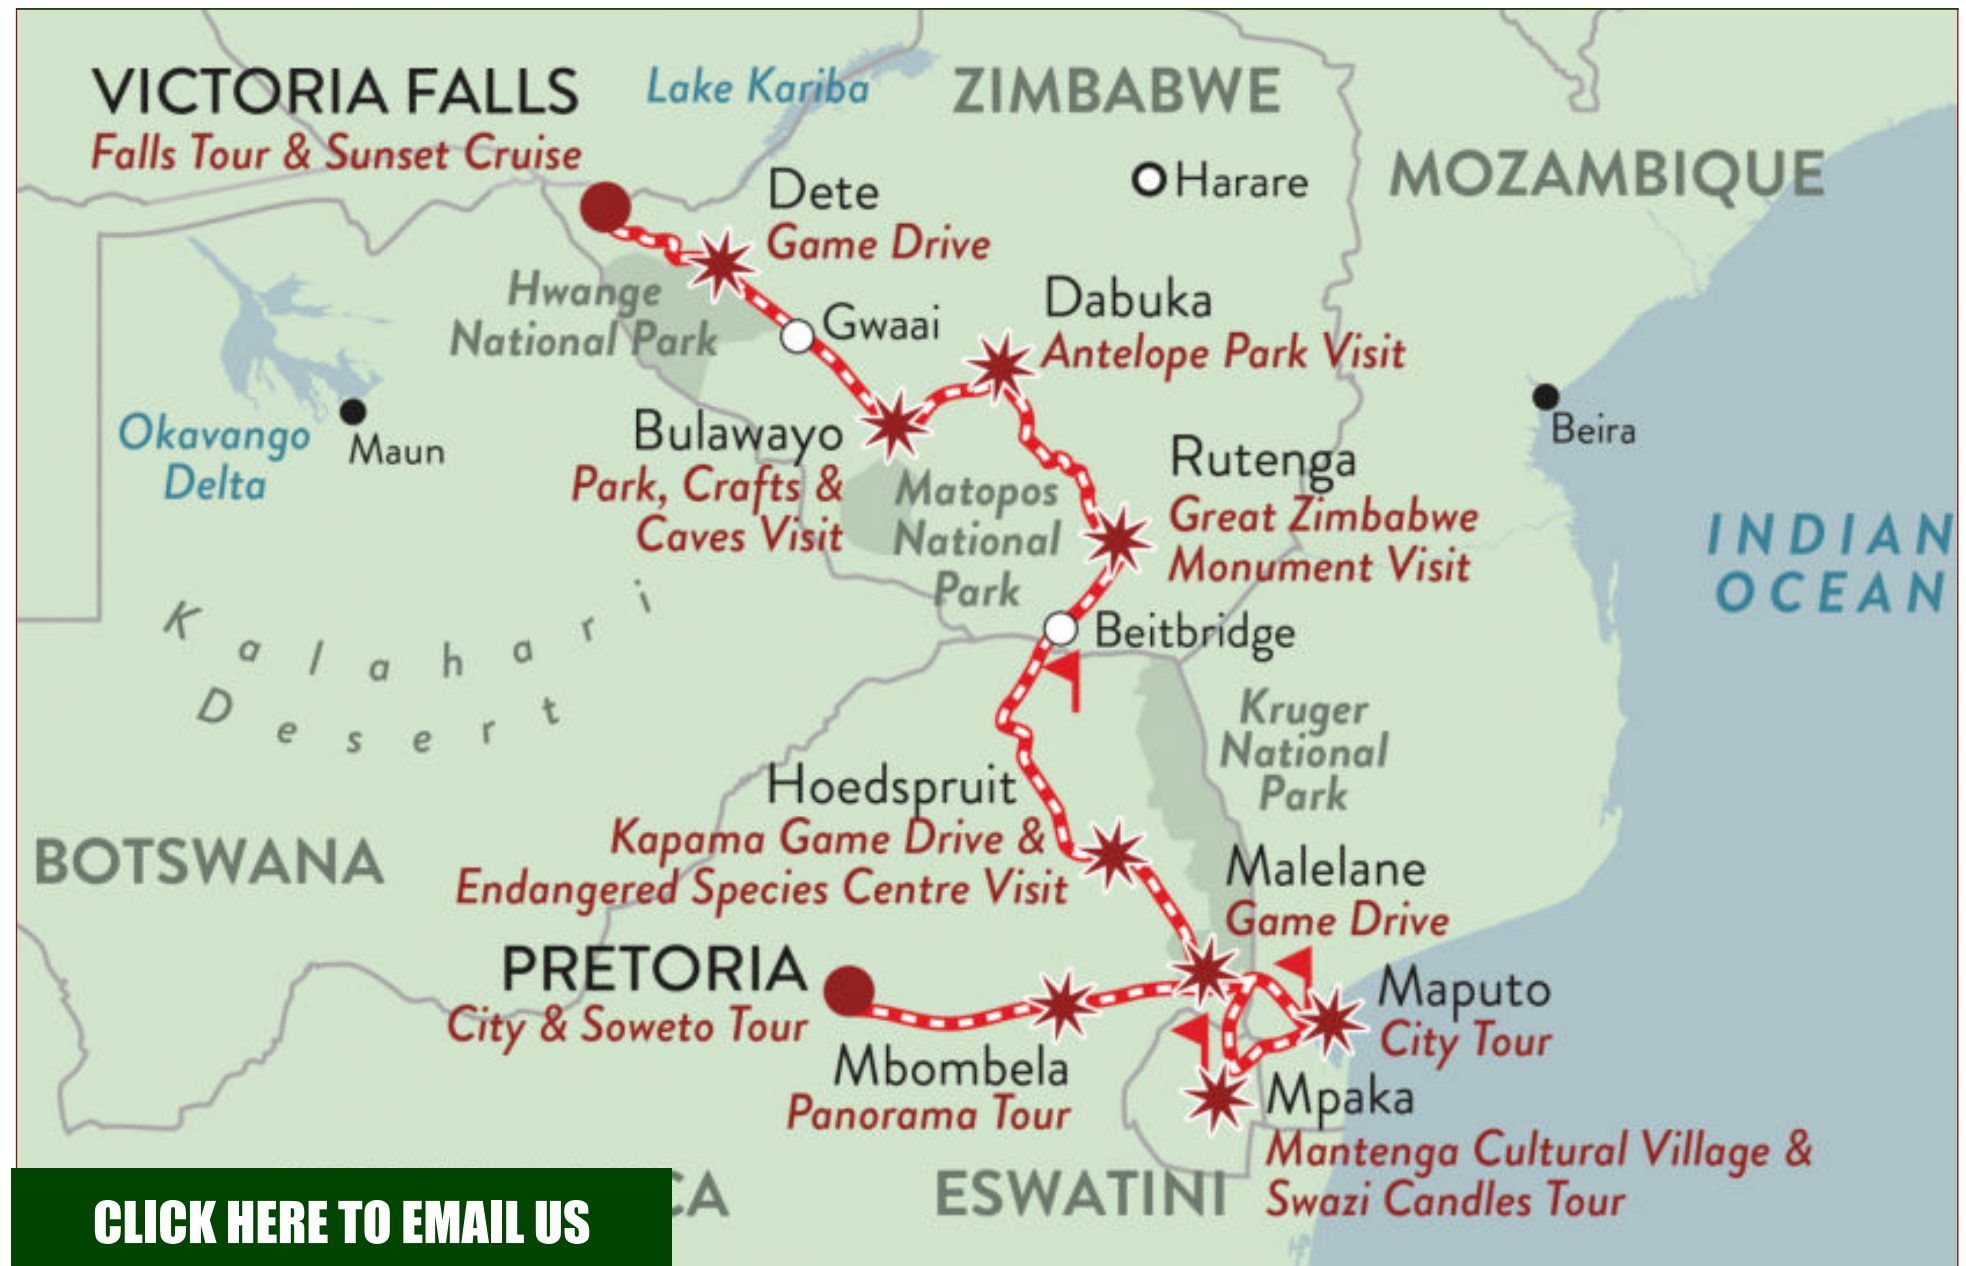 VICTORIA FALLS
Falls Tour & Sunset Cruise
Lake Kariba
ZIMBABWE
Harare
MOZAMBIQUE
Dete
Game Drive
Hwange
National Park
Gwaai
Dabuka
Antelope Park Visit
Okavango
Delta
Maun
Bulawayo
Park, Crafts &
Caves Visit
Matopos
National
Park
Rutenga
Great Zimbabwe
Monument Visit
Beira
INDIAN
OCEAN
Kalahari
Desert
Beitbridge
Kruger
National
Park
Hoedspruit
Kapama Game Drive &
Endangered Species Centre Visit
BOTSWANA
Malelane
Game Drive
PRETORIA
City & Soweto Tour
Maputo
City Tour
Mbombela
Panorama Tour
Mpaka
Mantenga Cultural Village &
Swazi Candles Tour
CA
ESWATINI
CLICK HERE TO EMAIL US